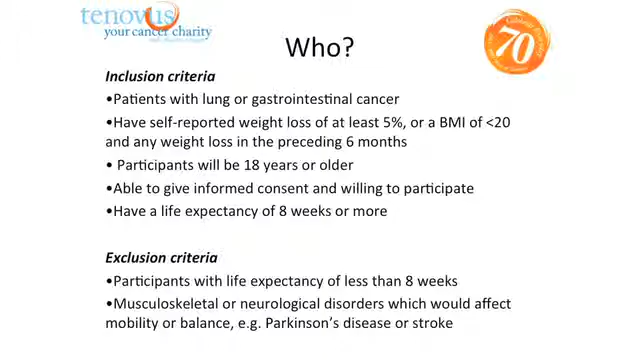 tenovus
your cancer charity
Who?
70
Inclusion criteria
•Patients with lung or gastrointestinal cancer
•Have self-reported weight loss of at least 5%, or a BMI of <20
and any weight loss in the preceding 6 months
• Participants will be 18 years or older
•Able to give informed consent and willing to participate
•Have a life expectancy of 8 weeks or more
Exclusion criteria
•Participants with life expectancy of less than 8 weeks
•Musculoskeletal or neurological disorders which would affect
mobility or balance, e.g. Parkinson's disease or stroke